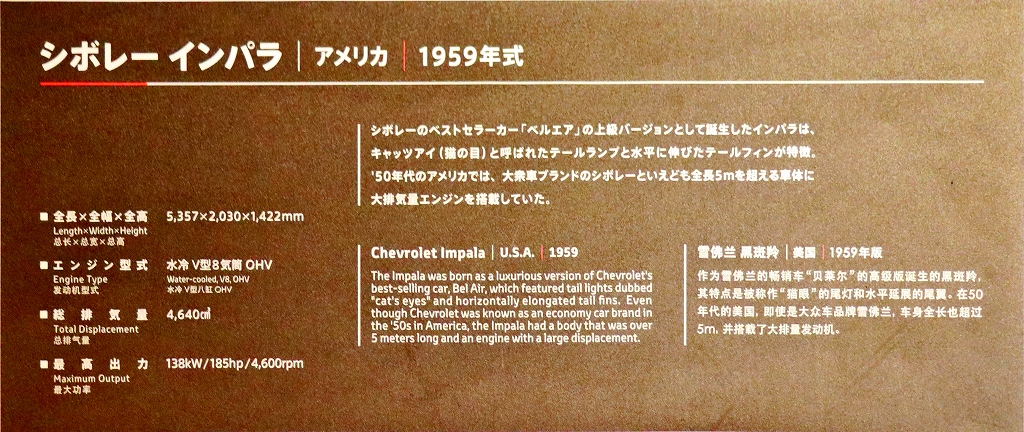 シボレー インパラ | アメリカ | 1959年式
シボレーのベストセラーカー「ベルエア」の上級バージョンとして誕生したインパラは、
キャッツアイ（猫の目）と呼ばれたテールランプと水平に伸びたテールフィンが特徴。
'50年代のアメリカでは、大衆車ブランドのシボレーといえども全長5mを超える車体に
大排気量エンジンを搭載していた。
■ 全長×全幅×全高 5,357×2,030×1,422mm
Length×Width×Height
总长×总宽×总高
■ エンジン型式 水冷 V型8気筒 OHV
Engine Type Water-cooled, V8, OHV
发动机型式 水冷 V型八缸 OHV
■ 総排気量 4,640㎤
Total Displacement
总排气量
■ 最高出力 138kW/185hp/4,600rpm
Maximum Output
最大功率
Chevrolet Impala | U.S.A. | 1959
The Impala was born as a luxurious version of Chevrolet's
best-selling car, Bel Air, which featured tail lights dubbed
"cat's eyes" and horizontally elongated tail fins. Even
though Chevrolet was known as an economy car brand in
the '50s in America, the Impala had a body that was over
5 meters long and an engine with a large displacement.
雪佛兰 黑斑羚 | 美国 | 1959年版
作为雪佛兰的畅销车“贝莱尔”的高级版诞生的黑斑羚，
其特点是被称作“猫眼”的尾灯和水平延展的尾翼。在50
年代的美国，即使是大众车品牌雪佛兰，车身全长也超过
5m，并搭载了大排量发动机。